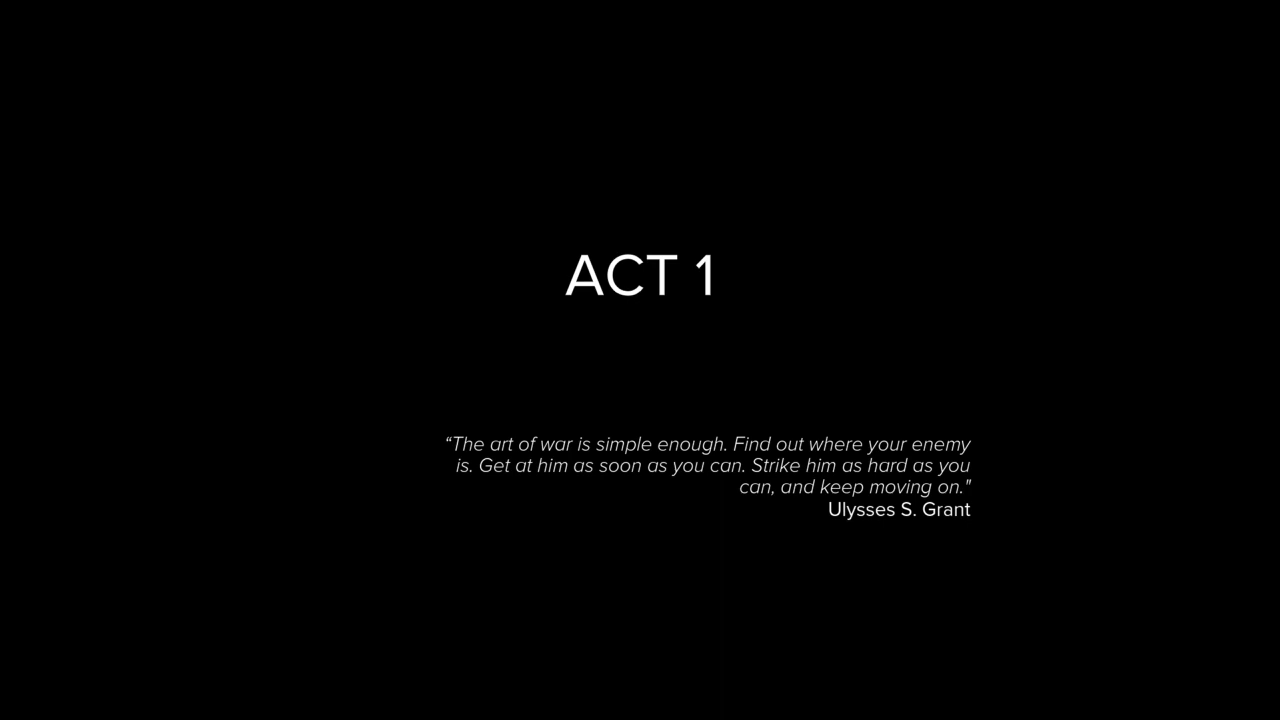 ACT 1
“The art of war is simple enough. Find out where your enemy
is. Get at him as soon as you can. Strike him as hard as you
can, and keep moving on."
Ulysses S. Grant